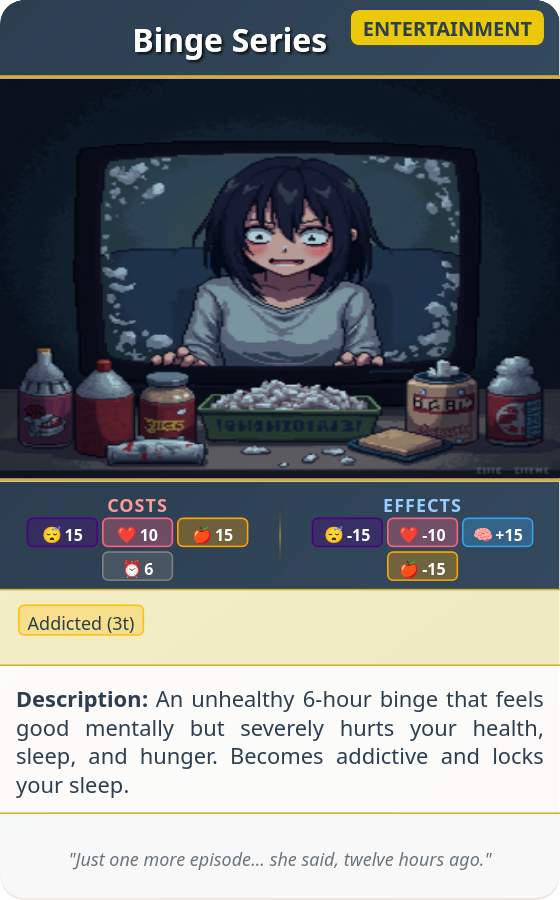 Binge Series
ENTERTAINMENT
COSTS
😴 15 ❤️ 10 🍎 15
⏰ 6
EFFECTS
😴 -15 ❤️ -10 🧠 +15
🍎 -15
Addicted (3t)
Description: An unhealthy 6-hour binge that feels
good mentally but severely hurts your health,
sleep, and hunger. Becomes addictive and locks
your sleep.
"Just one more episode... she said, twelve hours ago."